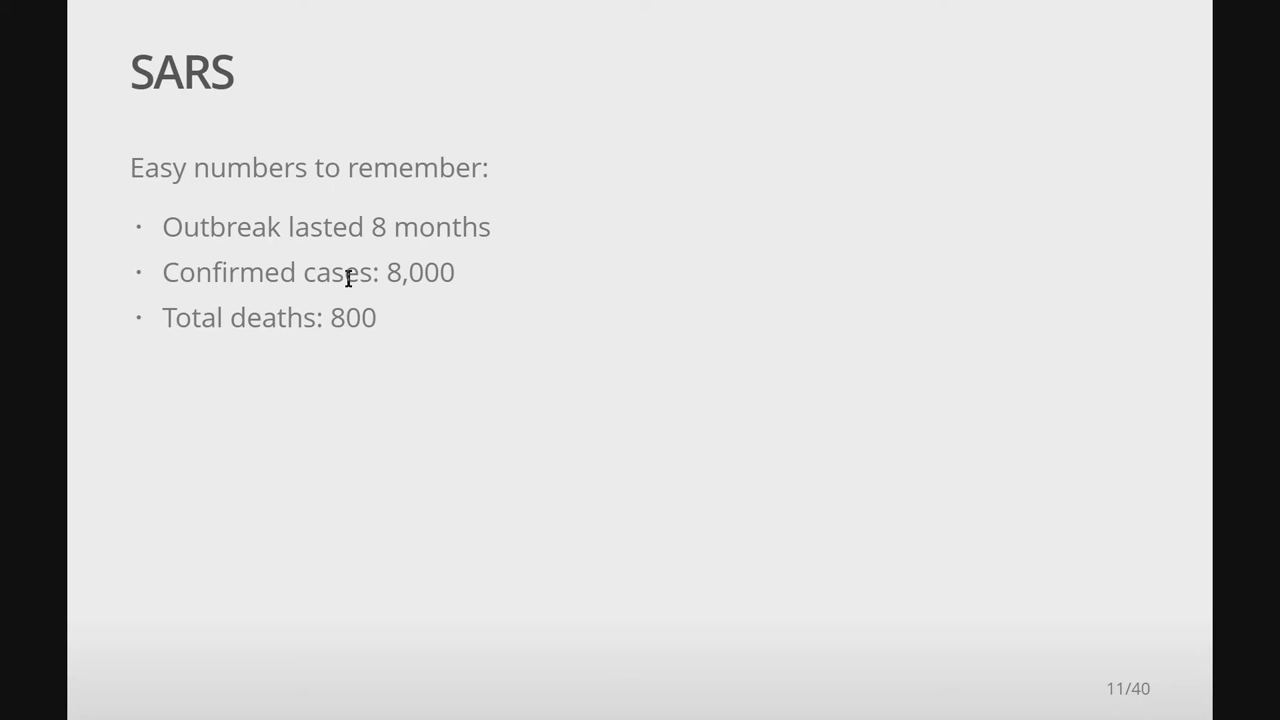 SARS
Easy numbers to remember:
· Outbreak lasted 8 months
· Confirmed cases: 8,000
· Total deaths: 800
11/40